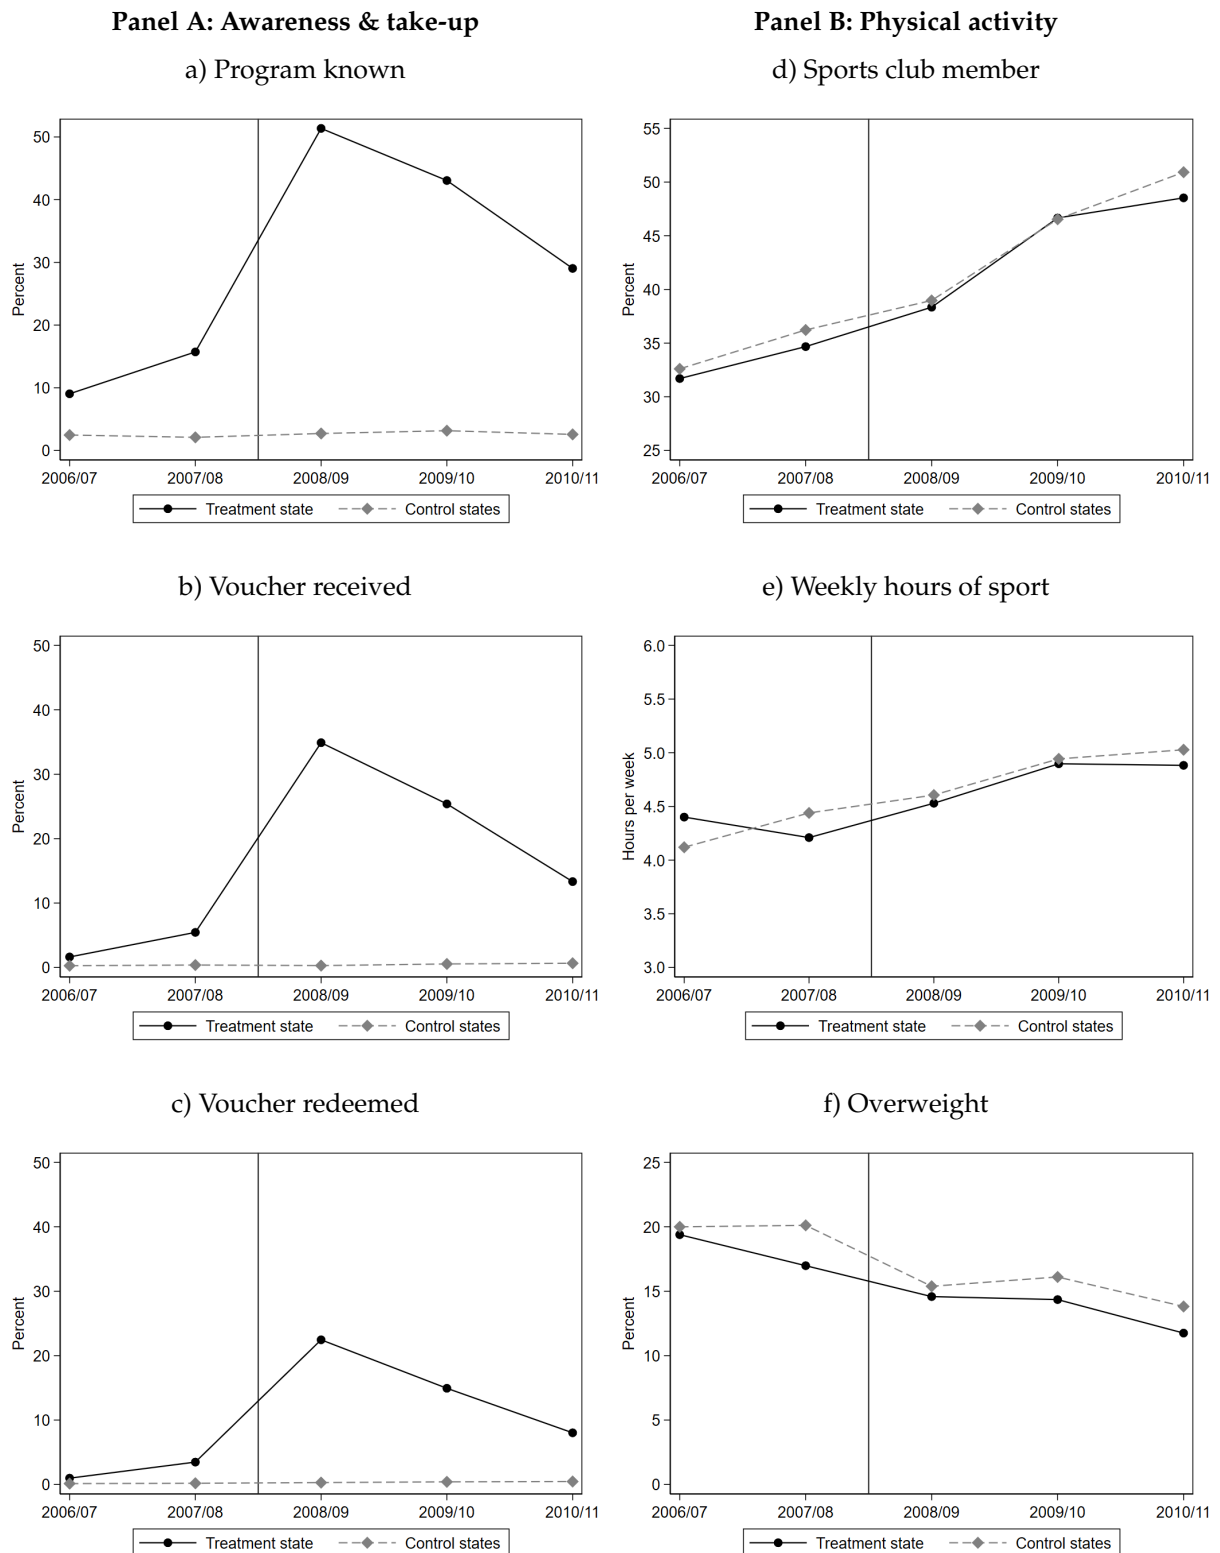 Panel A: Awareness & take-up
a) Program known
Percent
50
40
30
20
10
0
2006/07 2007/08 2008/09 2009/10 2010/11
Treatment state Control states
b) Voucher received
Percent
50
40
30
20
10
0
2006/07 2007/08 2008/09 2009/10 2010/11
Treatment state Control states
c) Voucher redeemed
Percent
50
40
30
20
10
0
2006/07 2007/08 2008/09 2009/10 2010/11
Treatment state Control states
Panel B: Physical activity
d) Sports club member
Percent
55
50
45
40
35
30
25
2006/07 2007/08 2008/09 2009/10 2010/11
Treatment state Control states
e) Weekly hours of sport
Hours per week
6.0
5.5
5.0
4.5
4.0
3.5
3.0
2006/07 2007/08 2008/09 2009/10 2010/11
Treatment state Control states
f) Overweight
Percent
25
20
15
10
5
0
2006/07 2007/08 2008/09 2009/10 2010/11
Treatment state Control states